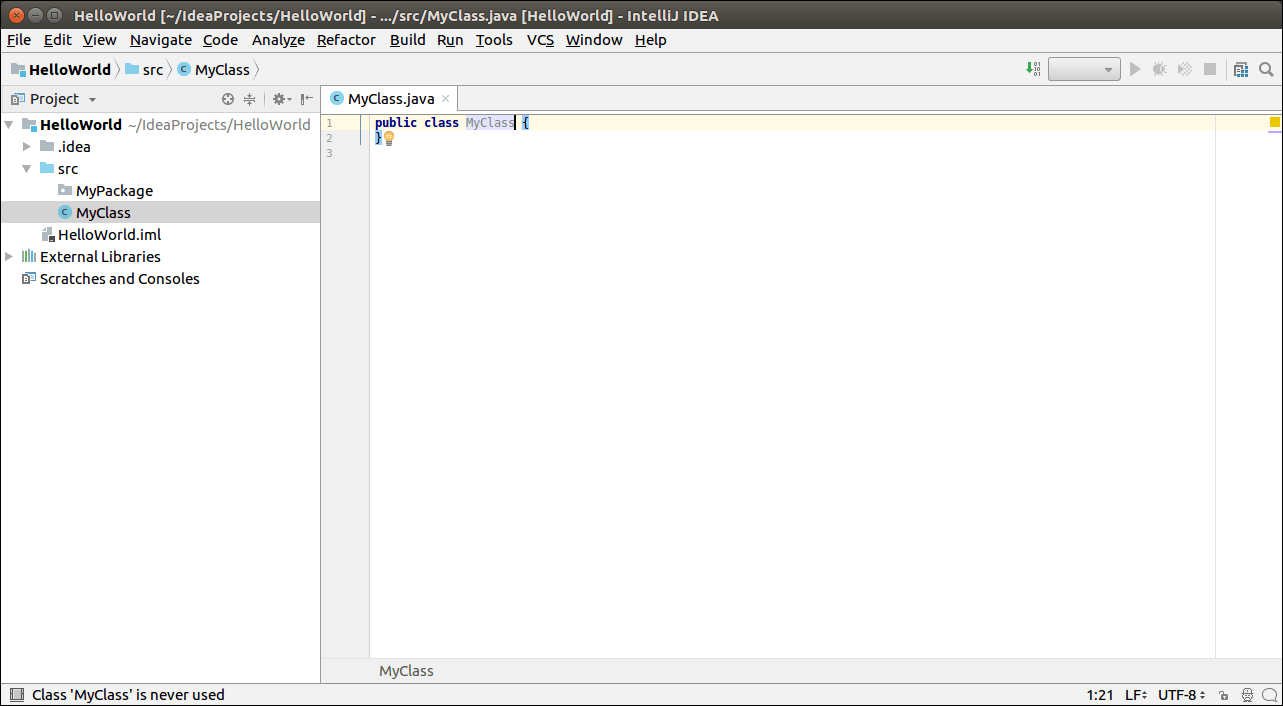 HelloWorld [~/IdeaProjects/HelloWorld] - .../src/MyClass.java [HelloWorld] - IntelliJ IDEA
File Edit View Navigate Code Analyze Refactor Build Run Tools VCS Window Help
HelloWorld src MyClass
Project
MyClass.java
HelloWorld ~/IdeaProjects/HelloWorld
.idea
src
MyPackage
MyClass
HelloWorld.iml
External Libraries
Scratches and Consoles
1 public class MyClass {
2 }
3
MyClass
Class 'MyClass' is never used 1:21 LF UTF-8